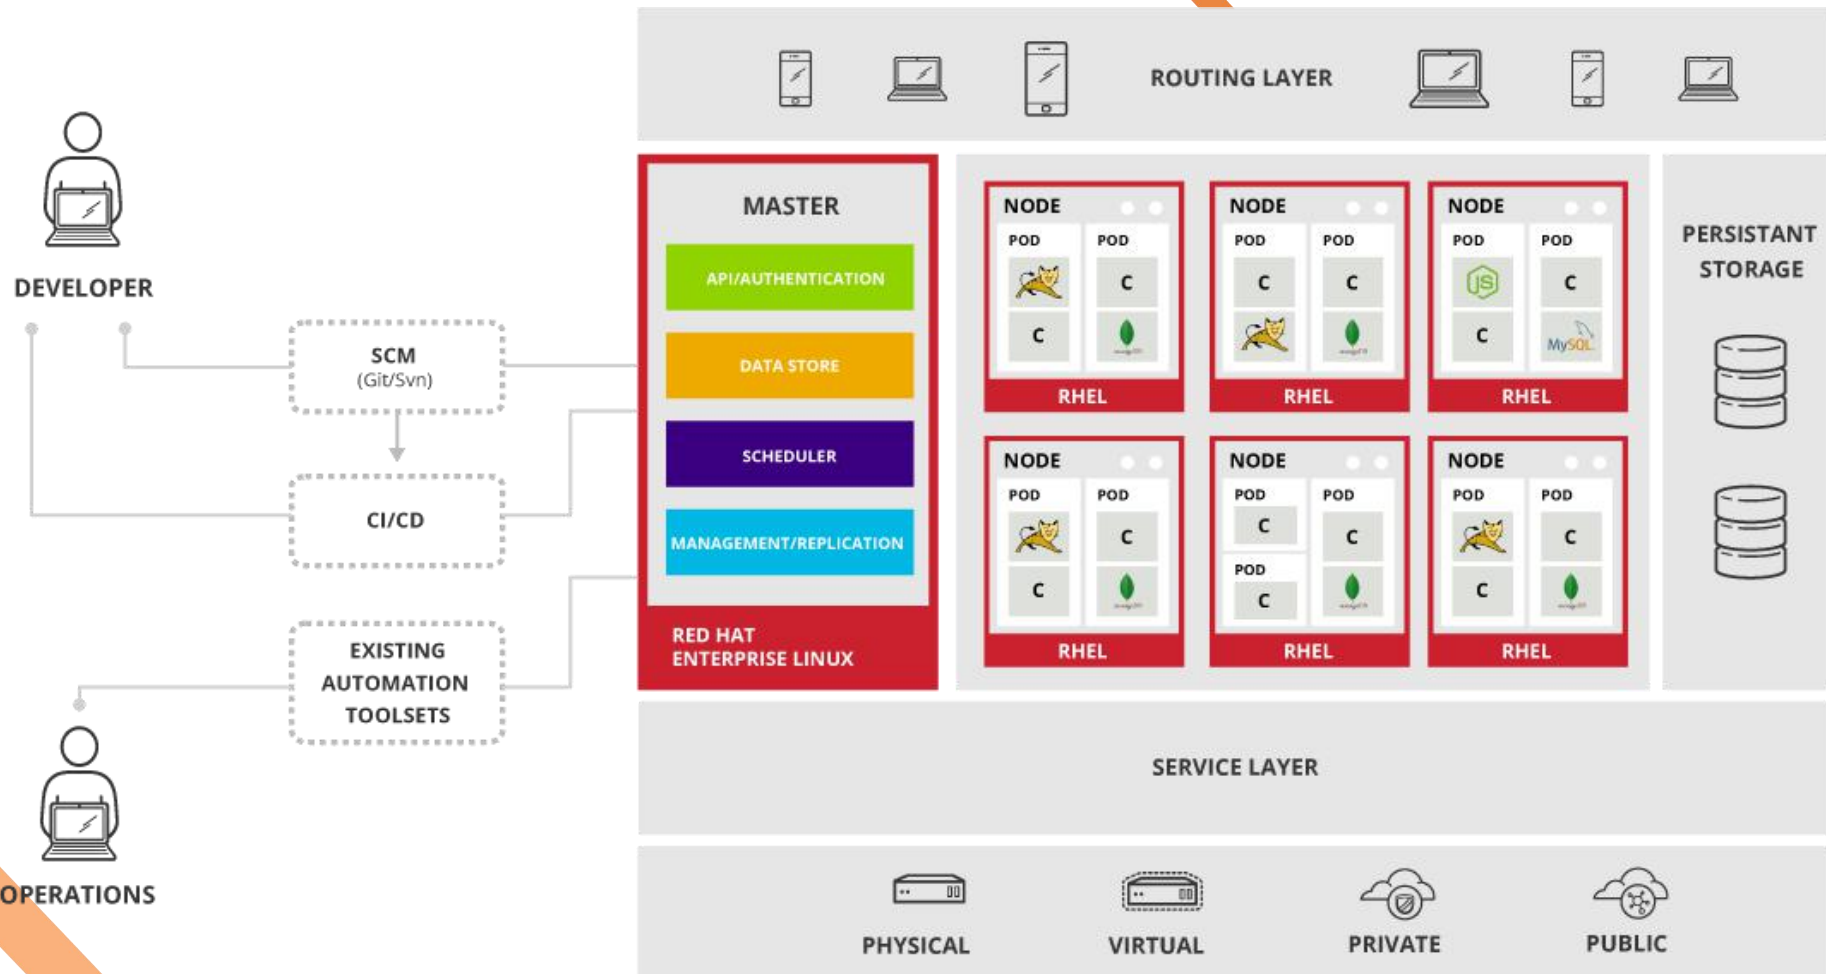 ROUTING LAYER
DEVELOPER
SCM
(Git/Svn)
CI/CD
EXISTING
AUTOMATION
TOOLSETS
OPERATIONS
MASTER
API/AUTHENTICATION
DATA STORE
SCHEDULER
MANAGEMENT/REPLICATION
RED HAT
ENTERPRISE LINUX
NODE
POD POD
C
C
RHEL
NODE
POD POD
C C
RHEL
NODE
POD POD
JS C
C MySQL
RHEL
NODE
POD POD
C
C
RHEL
NODE
POD POD
C C
POD
C
RHEL
NODE
POD POD
C
C
RHEL
PERSISTANT
STORAGE
SERVICE LAYER
PHYSICAL VIRTUAL PRIVATE PUBLIC